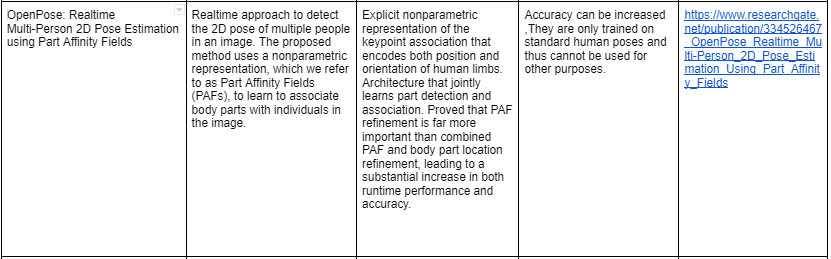 OpenPose: Realtime
Multi-Person 2D Pose Estimation
using Part Affinity Fields
Realtime approach to detect
the 2D pose of multiple people
in an image. The proposed
method uses a nonparametric
representation, which we refer
to as Part Affinity Fields
(PAFs), to learn to associate
body parts with individuals in
the image.
Explicit nonparametric
representation of the
keypoint association that
encodes both position and
orientation of human limbs.
Architecture that jointly
learns part detection and
association. Proved that PAF
refinement is far more
important than combined
PAF and body part location
refinement, leading to a
substantial increase in both
runtime performance and
accuracy.
Accuracy can be increased
,They are only trained on
standard human poses and
thus cannot be used for
other purposes.
https://www.researchgate.
net/publication/334526467
_OpenPose_Realtime_Mu
lti-Person_2D_Pose_Esti
mation_Using_Part_Affinit
y_Fields